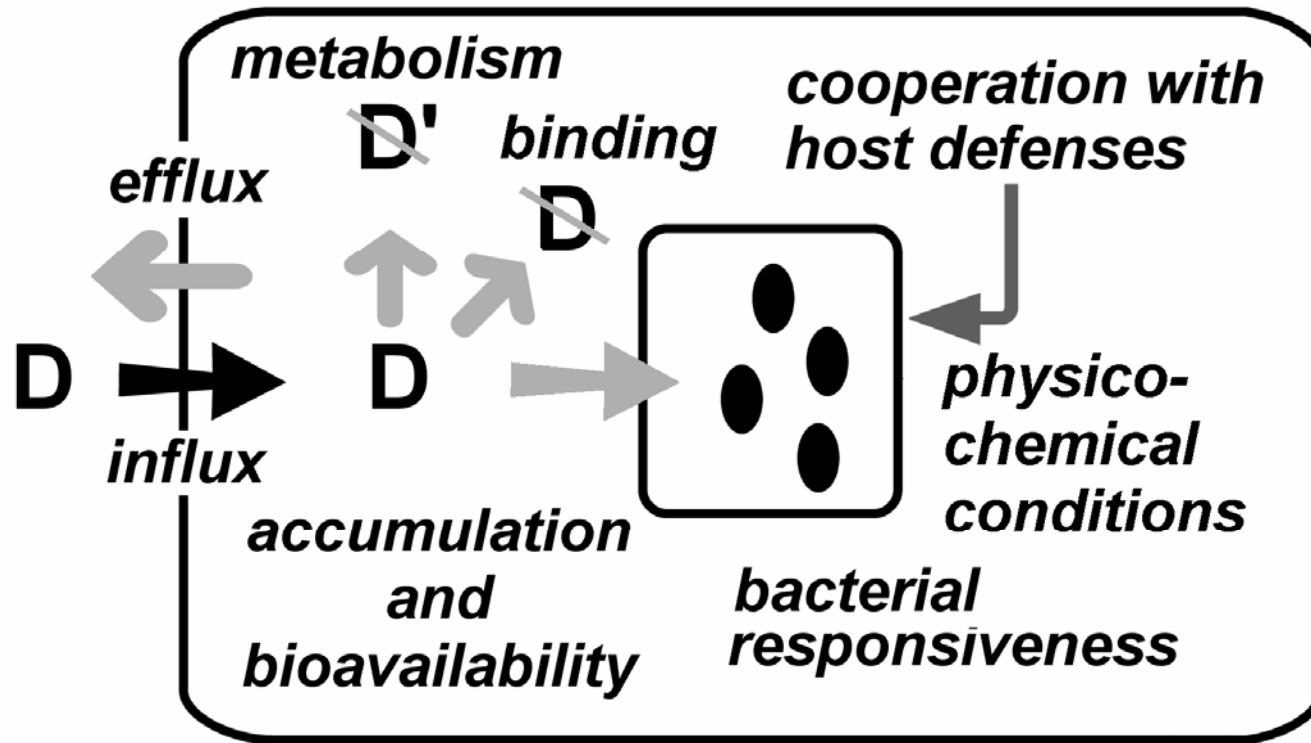 metabolism
D'
binding
D
cooperation with
host defenses
efflux
D
D
influx
physico-
chemical
conditions
accumulation
and
bioavailability
bacterial
responsiveness